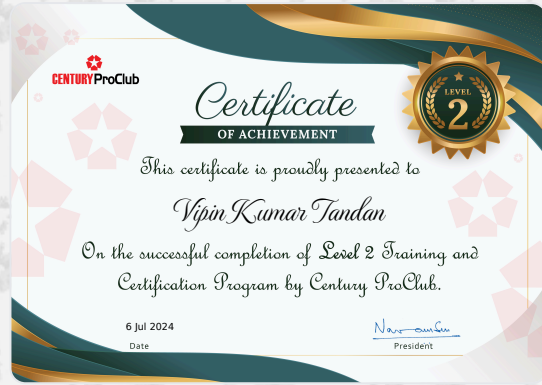 CENTURY ProClub
LEVEL
2
Certificate
OF ACHIEVEMENT
This certificate is proudly presented to
Vipin Kumar Tandan
On the successful completion of Level 2 Training and
Certification Program by Century ProClub.
6 Jul 2024
Date
President